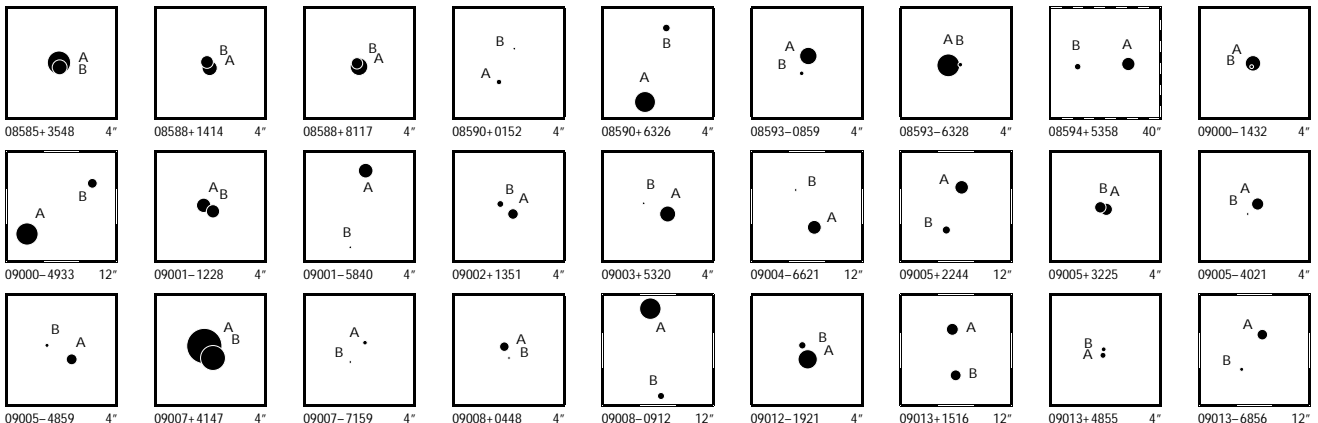 A
B
B
A
B
A
B
A
B
A
A
B
A B
B
A
A
B
08585+3548 4″
08588+1414 4″
08588+8117 4″
08590+0152 4″
08590+6326 4″
08593−0859 4″
08593−6328 4″
08594+5358 40″
09000−1432 4″
B
A
A B
A
B
B
A
B
A
B
A
A
B
B A
A
B
09000−4933 12″
09001−1228 4″
09001−5840 4″
09002+1351 4″
09003+5320 4″
09004−6621 12″
09005+2244 12″
09005+3225 4″
09005−4021 4″
B
A
A
B
A
B
A
B
A
B
B
A
A
B
B
A
A
B
09005−4859 4″
09007+4147 4″
09007−7159 4″
09008+0448 4″
09008−0912 12″
09012−1921 4″
09013+1516 12″
09013+4855 4″
09013−6856 12″